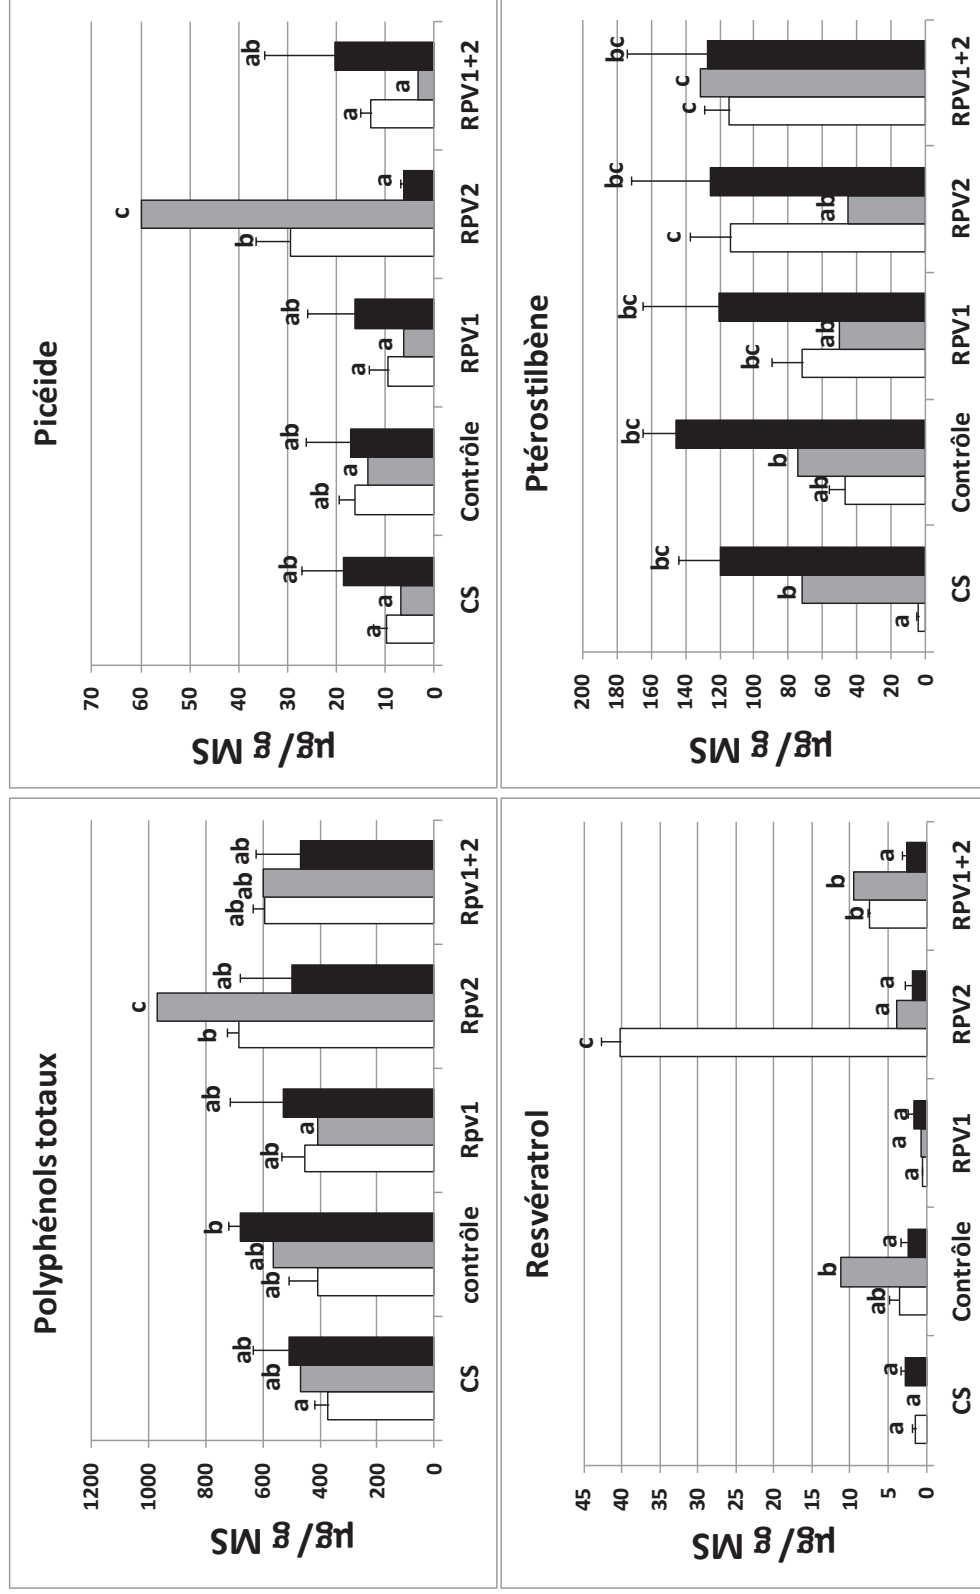 Polyphénols totaux
µg/g MS
1200
1000
800
600
400
200
0
a ab ab
ab ab b
ab a ab
b c ab
ab ab ab
CS contrôle Rpv1 Rpv2 Rpv1+2
Picéide
µg/g MS
70
60
50
40
30
20
10
0
a a ab
ab a ab
a a ab
b c a
a a ab
CS Contrôle RPV1 RPV2 RPV1+2
Resvératrol
µg/g MS
45
40
35
30
25
20
15
10
5
0
a a a
ab b a
a a a
c a a
b b a
CS Contrôle RPV1 RPV2 RPV1+2
Ptérostilbène
µg/g MS
200
180
160
140
120
100
80
60
40
20
0
a b bc
ab b bc
bc ab bc
c ab bc
c c bc
CS Contrôle RPV1 RPV2 RPV1+2